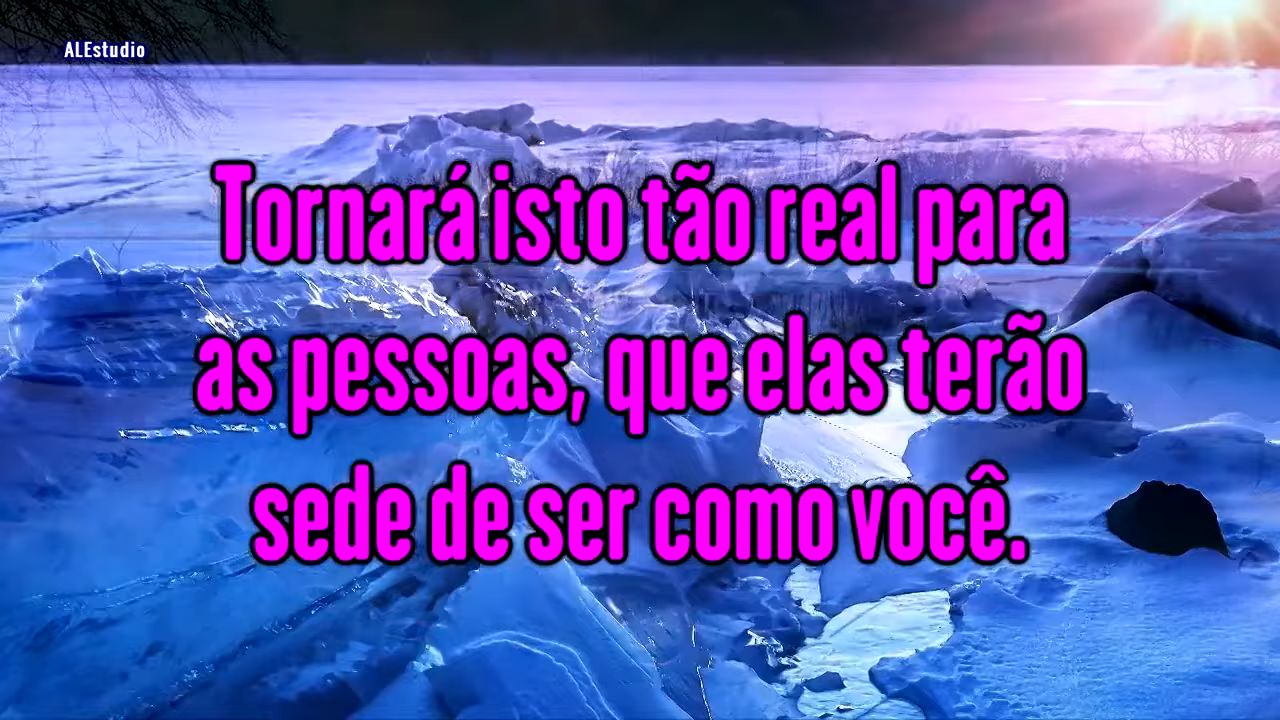 ALEstudio
Tornará isto tão real para
as pessoas, que elas terão
sede de ser como você.